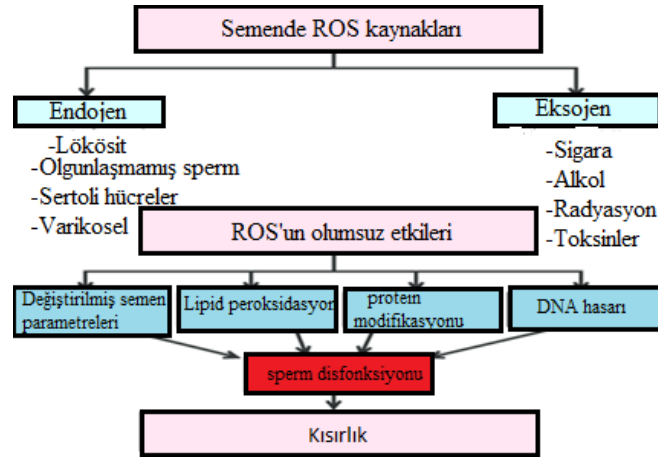 Semende ROS kaynakları
Endojen
-Lökösit
-Olgunlaşmamış sperm
-Sertoli hücreler
-Varikosel
Eksojen
-Sigara
-Alkol
-Radyasyon
-Toksinler
ROS'un olumsuz etkileri
Değiştirilmiş semen
parametreleri
Lipid peroksidasyon
protein
modifikasyonu
DNA hasarı
sperm disfonksiyonu
Kısırlık